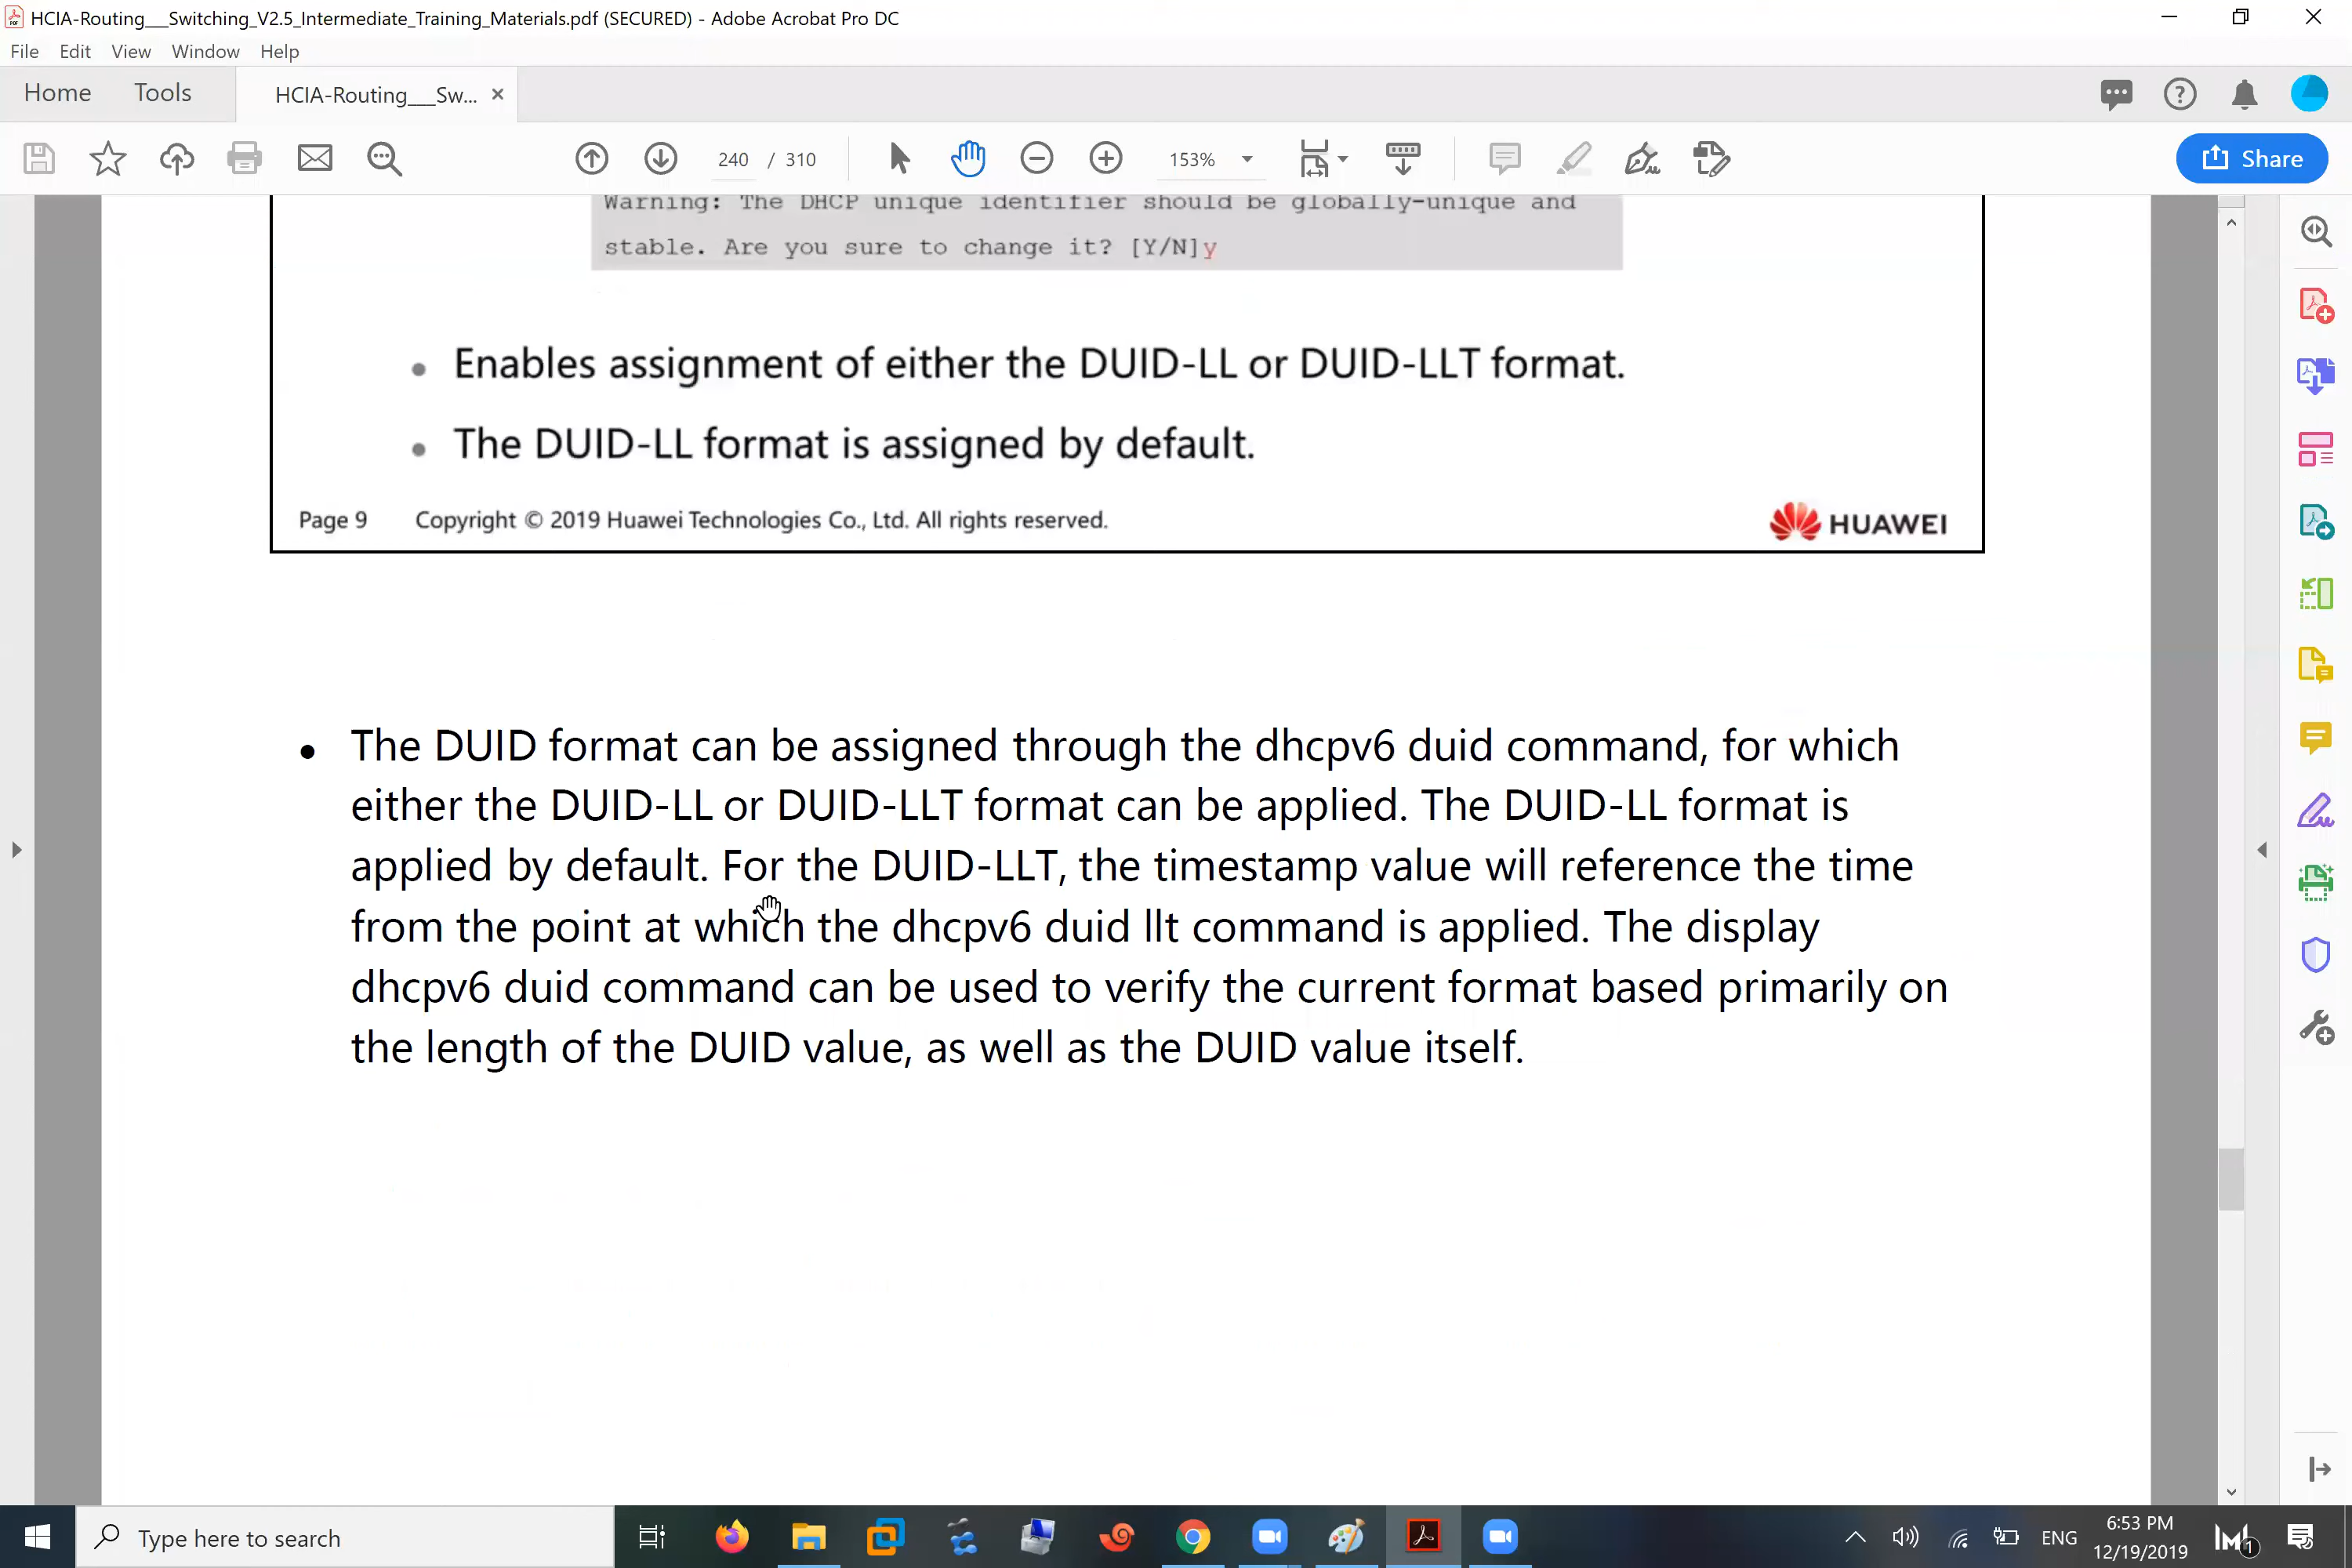 HCIA-Routing___Switching_V2.5_Intermediate_Training_Materials.pdf (SECURED) - Adobe Acrobat Pro DC
File Edit View Window Help
Home Tools HCIA-Routing___Sw... ×
240 / 310 153% Share
Warning: The DHCP unique identifier should be globally-unique and
stable. Are you sure to change it? [Y/N]y
• Enables assignment of either the DUID-LL or DUID-LLT format.
• The DUID-LL format is assigned by default.
Page 9 Copyright © 2019 Huawei Technologies Co., Ltd. All rights reserved. HUAWEI
• The DUID format can be assigned through the dhcpv6 duid command, for which
either the DUID-LL or DUID-LLT format can be applied. The DUID-LL format is
applied by default. For the DUID-LLT, the timestamp value will reference the time
from the point at which the dhcpv6 duid llt command is applied. The display
dhcpv6 duid command can be used to verify the current format based primarily on
the length of the DUID value, as well as the DUID value itself.
Type here to search
ENG
6:53 PM
12/19/2019
1